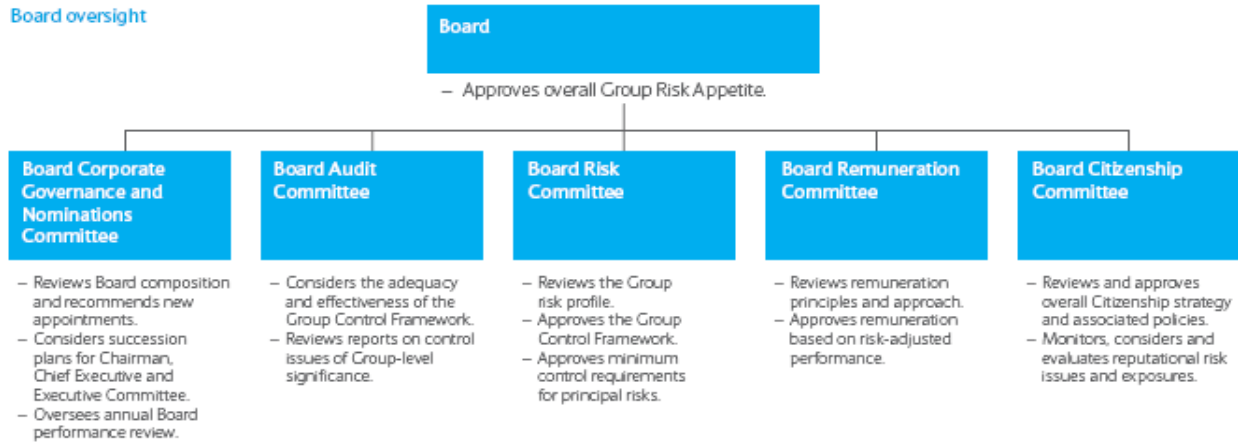 Board oversight
Board
– Approves overall Group Risk Appetite.
Board Corporate
Governance and
Nominations
Committee
– Reviews Board composition
and recommends new
appointments.
– Considers succession
plans for Chairman,
Chief Executive and
Executive Committee.
– Oversees annual Board
performance review.
Board Audit
Committee
– Considers the adequacy
and effectiveness of the
Group Control Framework.
– Reviews reports on control
issues of Group-level
significance.
Board Risk
Committee
– Reviews the Group
risk profile.
– Approves the Group
Control Framework.
– Approves minimum
control requirements
for principal risks.
Board Remuneration
Committee
– Reviews remuneration
principles and approach.
– Approves remuneration
based on risk-adjusted
performance.
Board Citizenship
Committee
– Reviews and approves
overall Citizenship strategy
and associated policies.
– Monitors, considers and
evaluates reputational risk
issues and exposures.